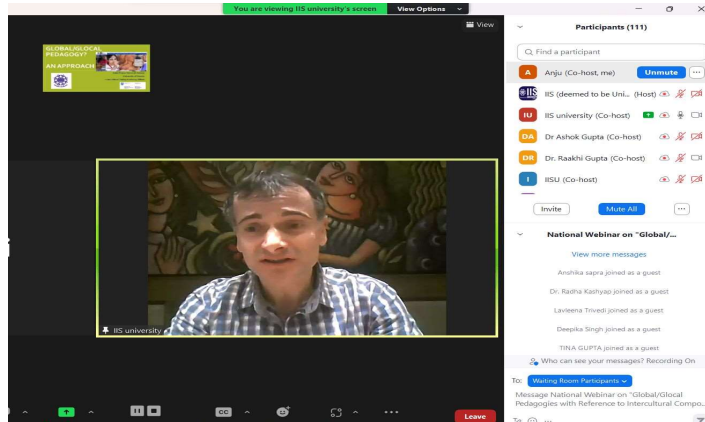 You are viewing IIS university's screen View Options
View
GLOBAL/GLOCAL
PEDAGOGY?
AN APPROACH
IIS university
CC
Leave
Participants (111)
Find a participant
A Anju (Co-host, me) Unmute
IIS (deemed to be Uni... (Host)
IU IIS university (Co-host)
DA Dr Ashok Gupta (Co-host)
DR Dr. Raakhi Gupta (Co-host)
I IISU (Co-host)
Invite Mute All
National Webinar on "Global/...
View more messages
Anshika sapra joined as a guest
Dr. Radha Kashyap joined as a guest
Lavleena Trivedi joined as a guest
Deepika Singh joined as a guest
TINA GUPTA joined as a guest
Who can see your messages? Recording On
To: Waiting Room Participants
Message National Webinar on "Global/Glocal
Pedagogies with Reference to Intercultural Compo...